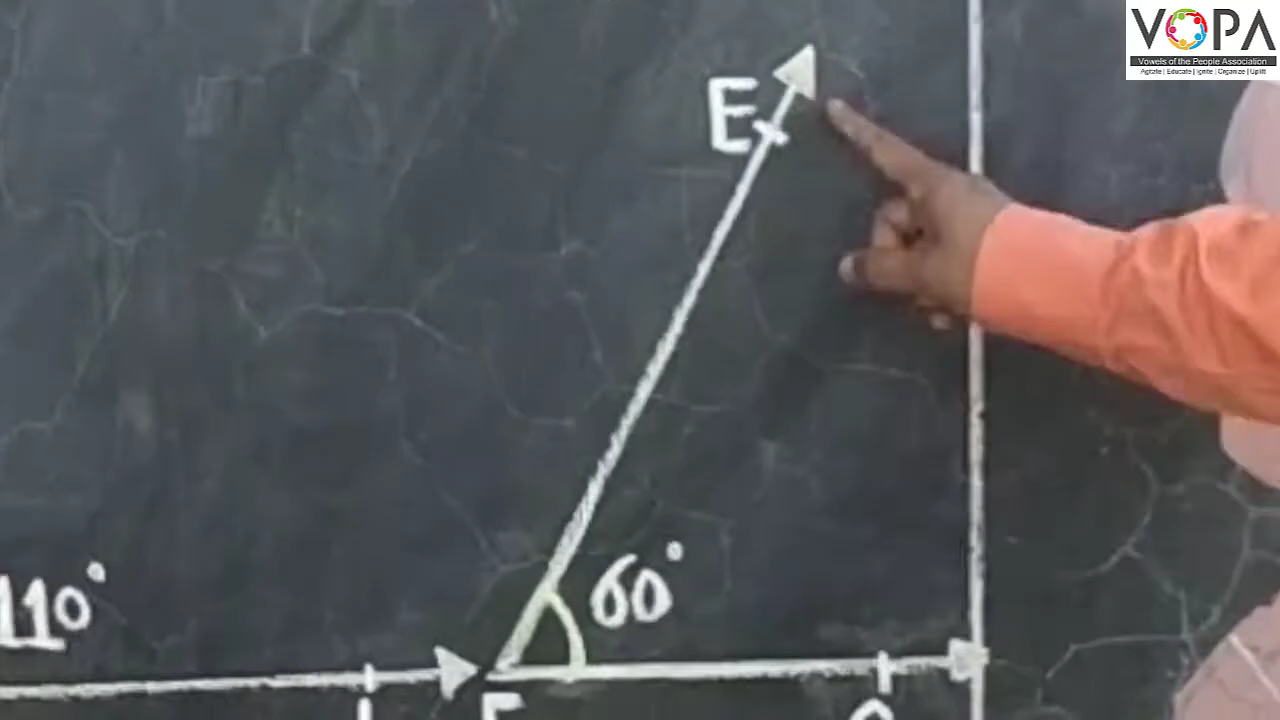 VOPA
Vowels of the People Association
Agitate | Educate | Ignite | Organize | Uplift
E
60°
110°